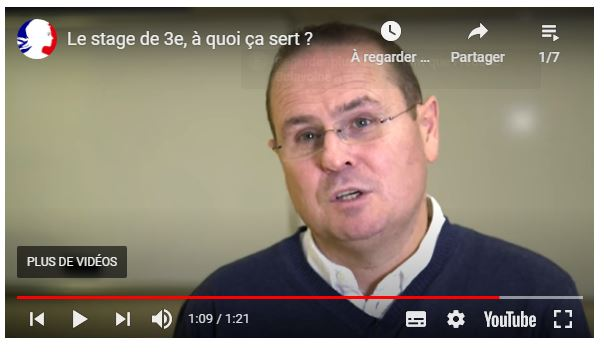 Le stage de 3e, à quoi ça sert ?
À regarder ...
Partager
1/7
PLUS DE VIDÉOS
1:09 / 1:21
YouTube